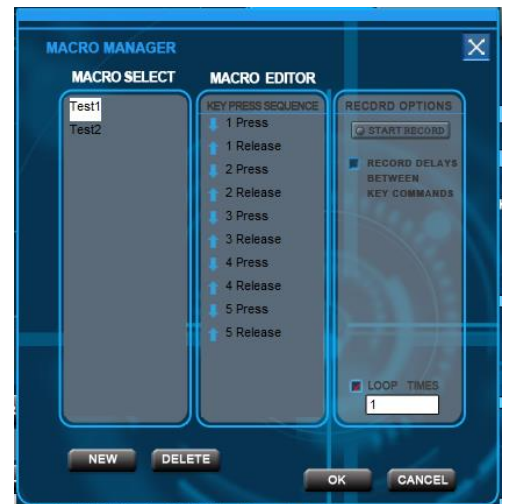 MACRO MANAGER
MACRO SELECT
MACRO EDITOR
Test1
Test2
KEY PRESS SEQUENCE
1 Press
1 Release
2 Press
2 Release
3 Press
3 Release
4 Press
4 Release
5 Press
5 Release
RECORD OPTIONS
START RECORD
RECORD DELAYS
BETWEEN
KEY COMMANDS
LOOP TIMES
1
NEW
DELETE
OK
CANCEL